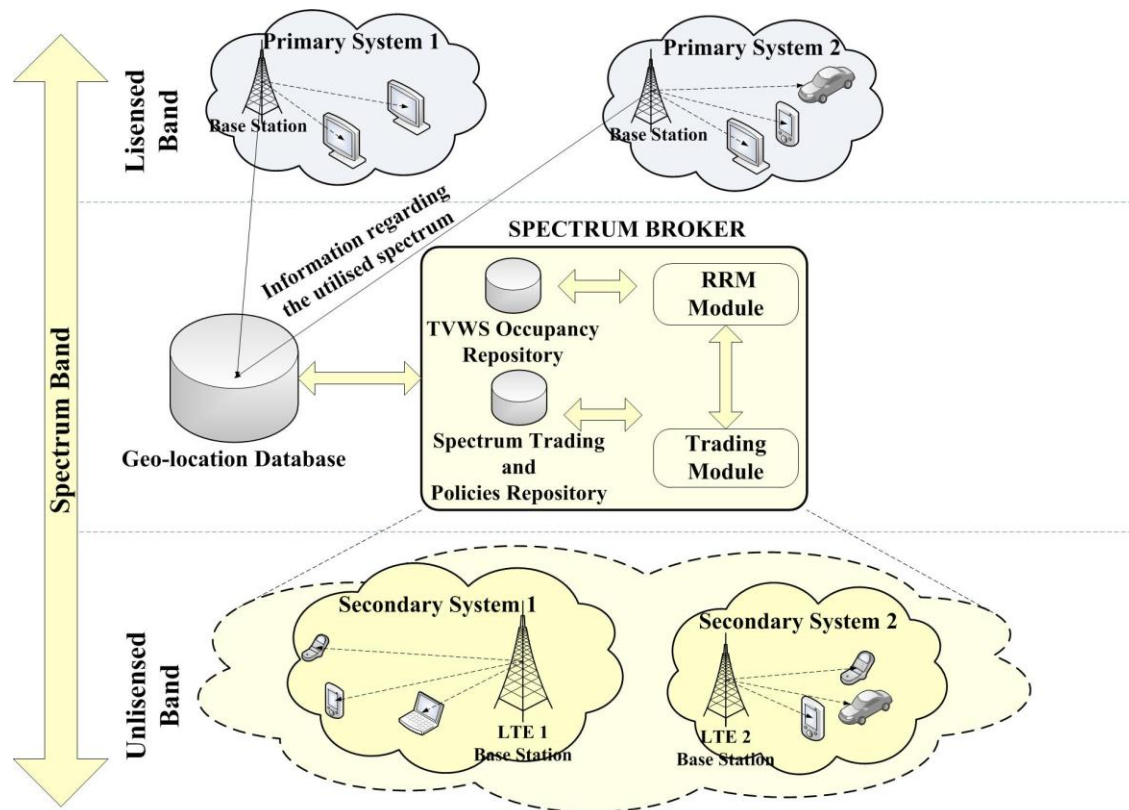 Primary System 1
Base Station
Primary System 2
Base Station
Lisensed
Band
Information regarding
the utilised spectrum
SPECTRUM BROKER
TVWS Occupancy
Repository
RRM
Module
Spectrum Trading
and
Policies Repository
Trading
Module
Geo-location Database
Spectrum Band
Unlisensed
Band
Secondary System 1
LTE 1
Base Station
Secondary System 2
LTE 2
Base Station